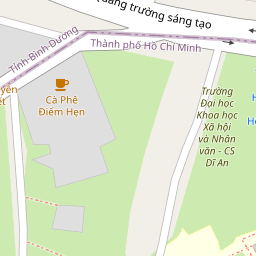 Quảng trường sáng tạo
Tỉnh Bình Dương
Thành phố Hồ Chí Minh
Cà Phê
Điểm Hẹn
Trường
Đại học
Khoa học
Xã hội
và Nhân
văn - CS
Dĩ An